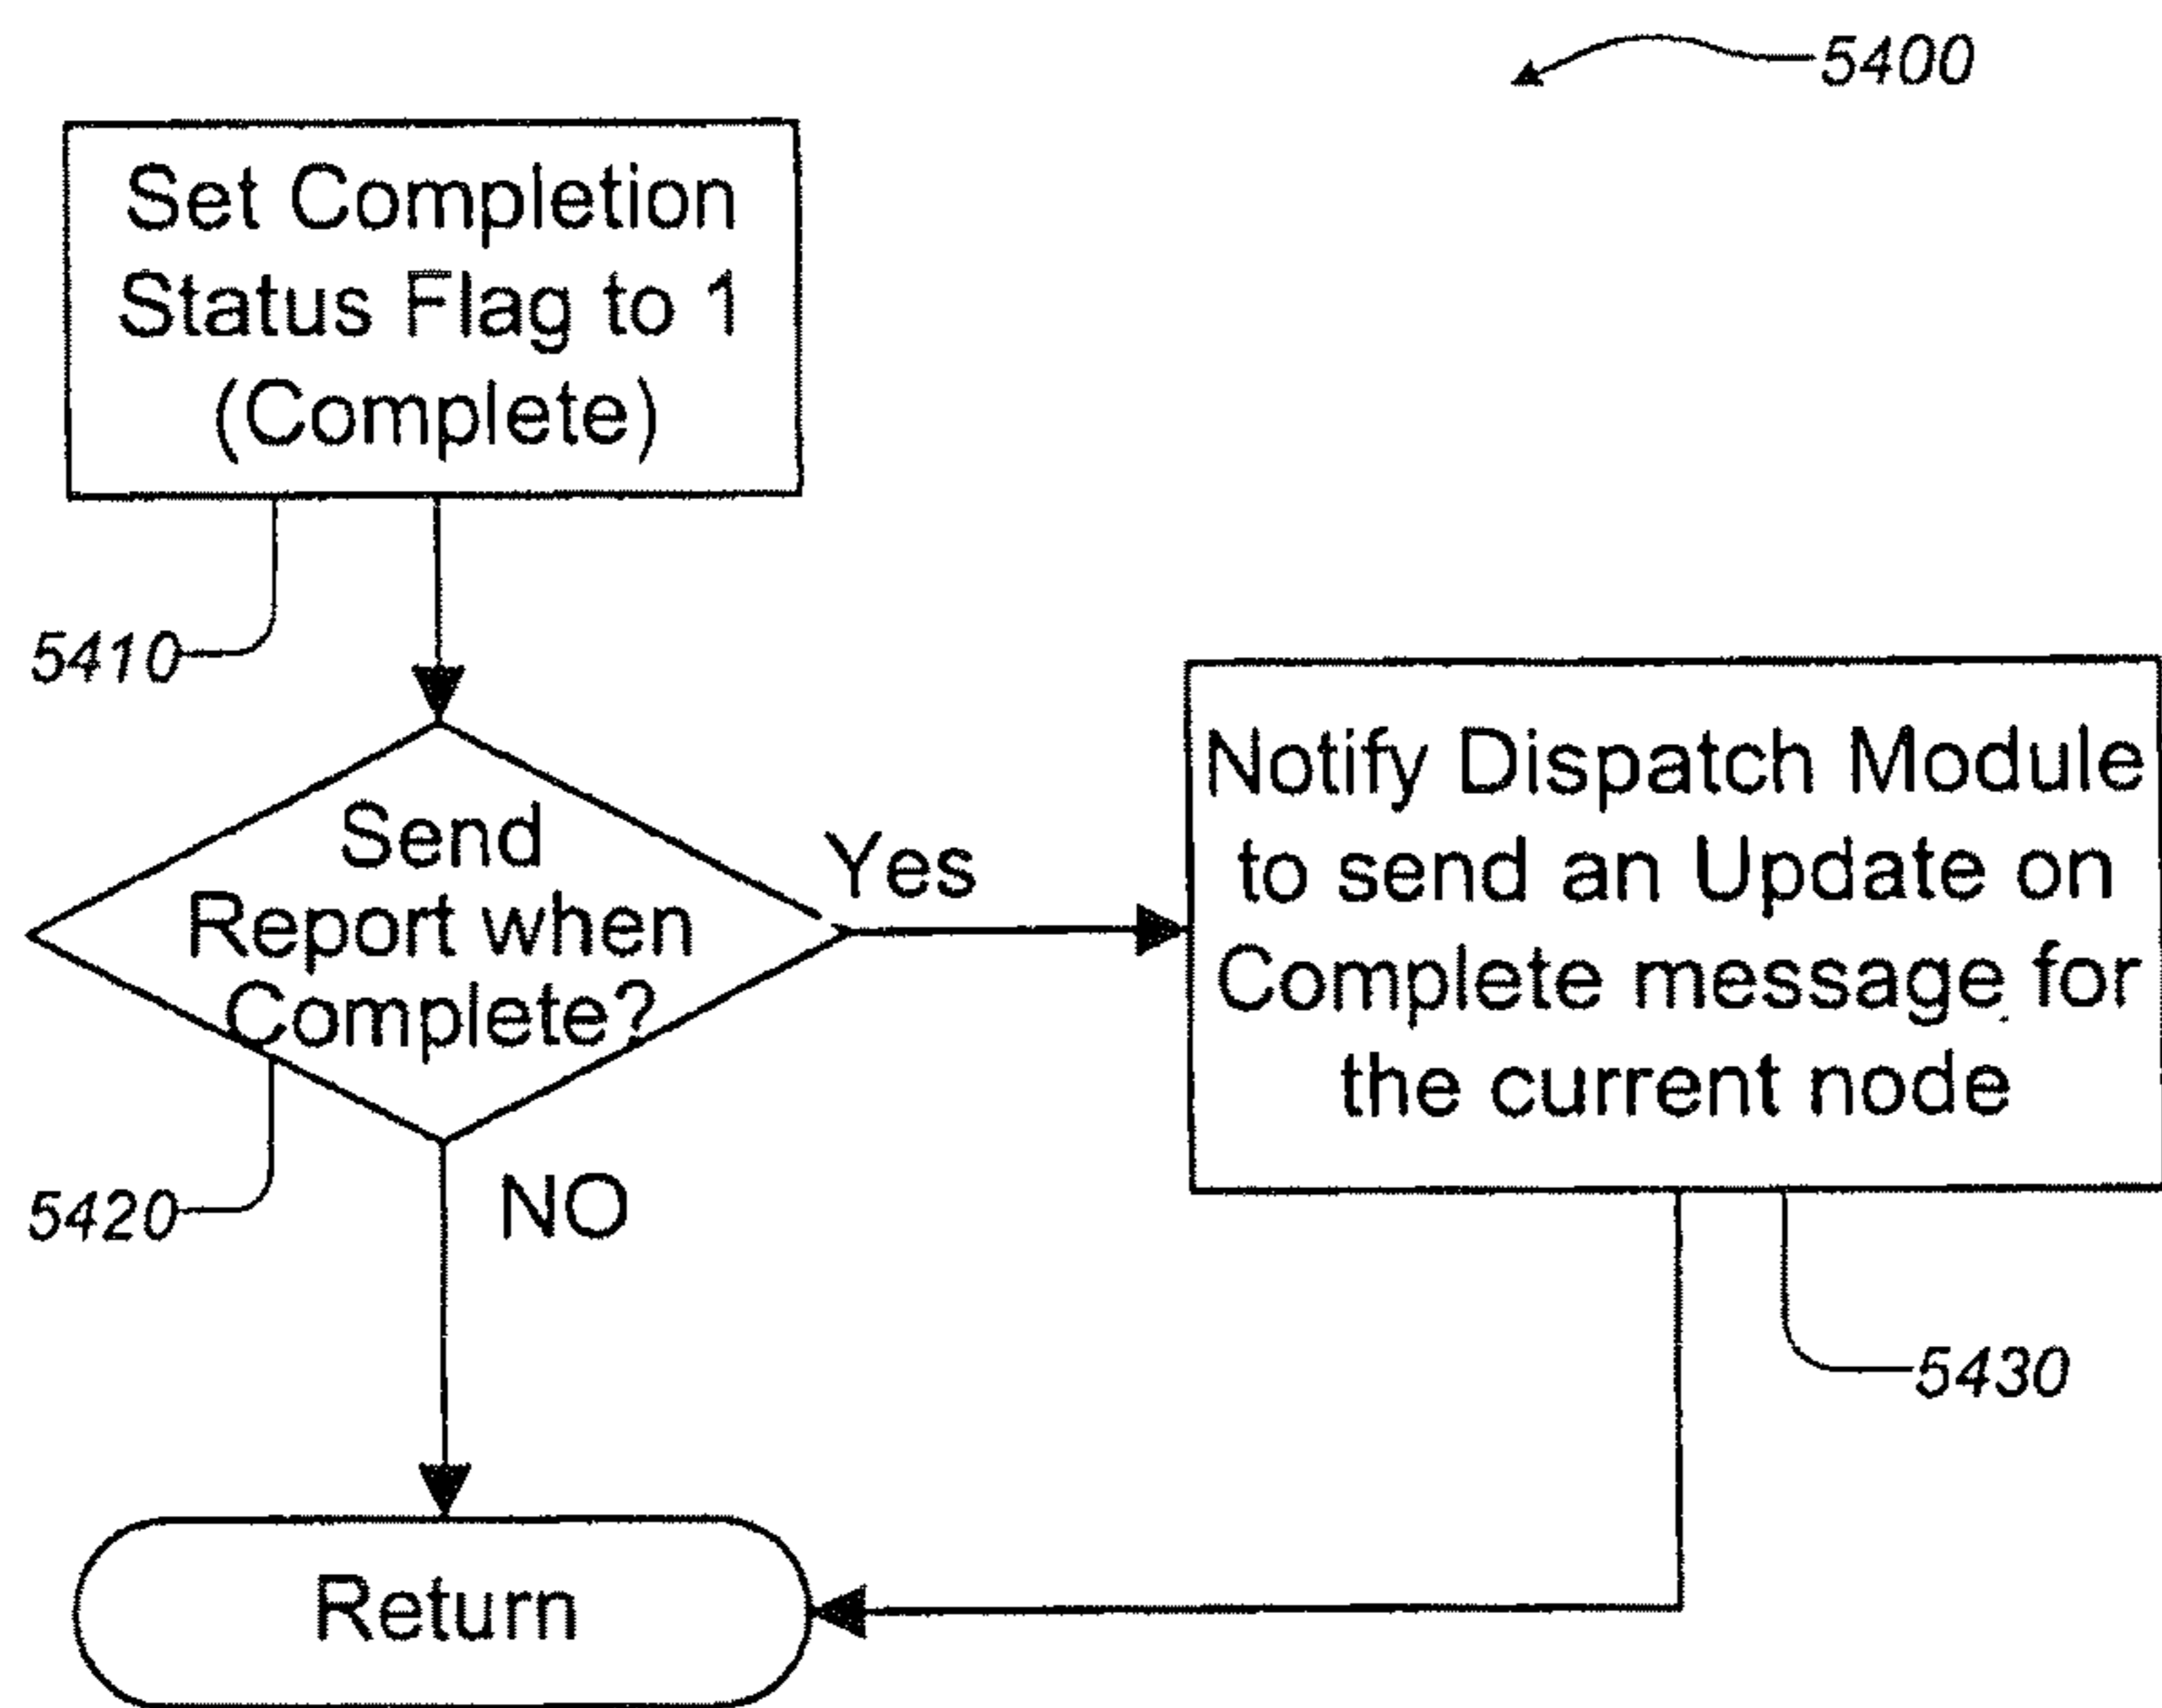 5400
Set Completion
Status Flag to 1
(Complete)
5410
Send
Report when
Complete?
Yes
Notify Dispatch Module
to send an Update on
Complete message for
the current node
5420
NO
5430
Return